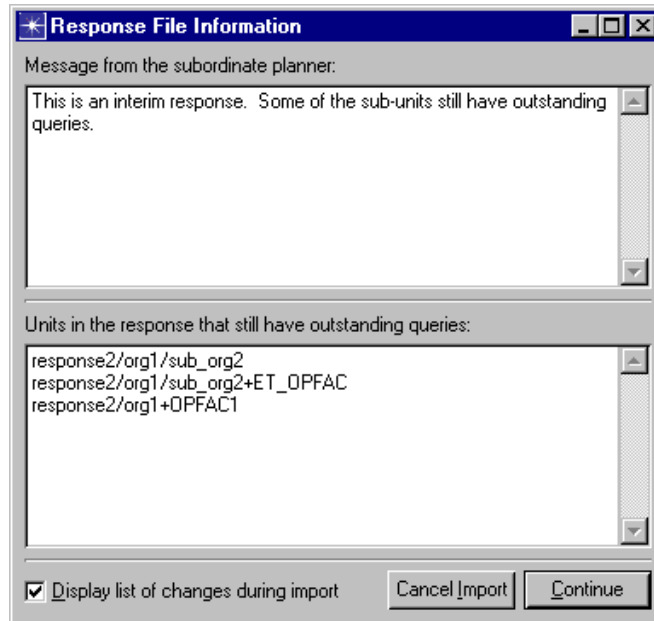 Response File Information
Message from the subordinate planner:
This is an interim response.  Some of the sub-units still have outstanding
queries.
Units in the response that still have outstanding queries:
response2/org1/sub_org2
response2/org1/sub_org2+ET_OPFAC
response2/org1+OPFAC1
Display list of changes during import
Cancel Import
Continue